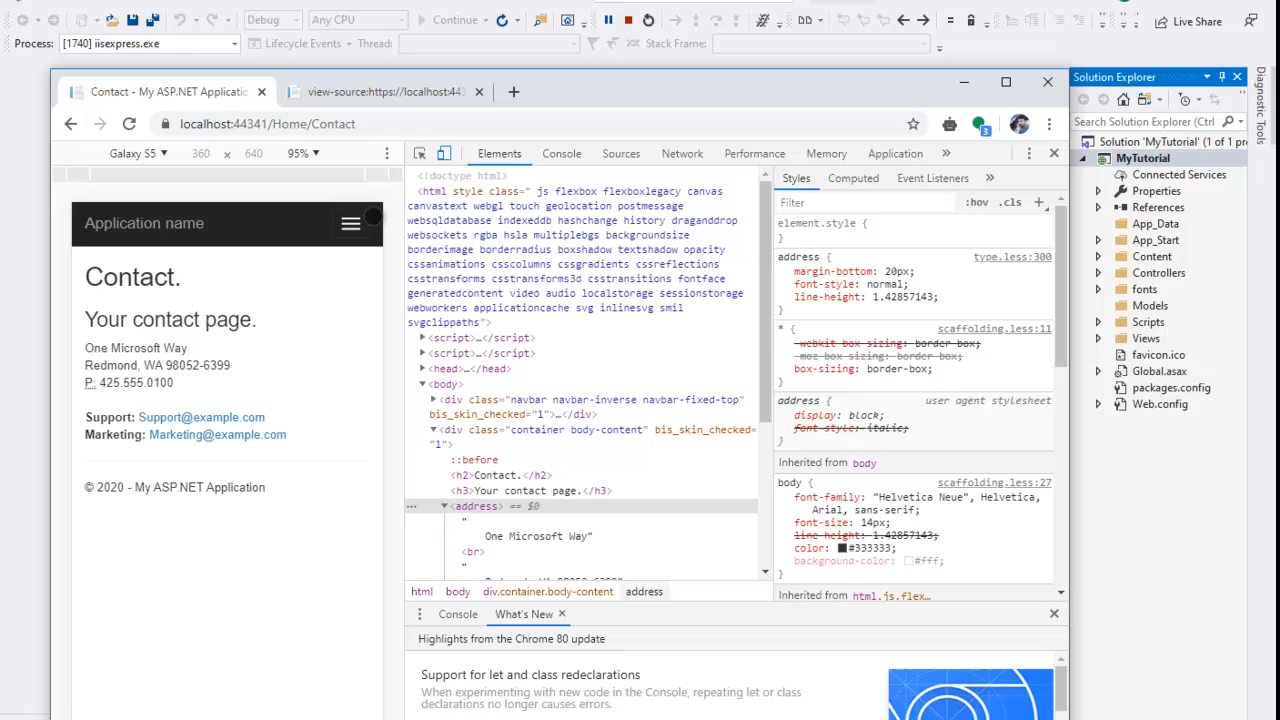 Debug
Any CPU
Continue
Live Share
Process: [1740] iisexpress.exe
Lifecycle Events
Thread:
Stack Frame:
Contact - My ASP.NET Applicatio
view-source:https://localhost:443
localhost:44341/Home/Contact
3
Galaxy S5 360 x 640 95%
Application name
Contact.
Your contact page.
One Microsoft Way
Redmond, WA 98052-6399
P: 425.555.0100
Support: Support@example.com
Marketing: Marketing@example.com
© 2020 - My ASP.NET Application
Elements Console Sources Network Performance Memory Application »
<!doctype html>
<html style=" js flexbox flexboxlegacy canvas
canvastext webgl touch geolocation postmessage
websqldatabase indexeddb hashchange history draganddrop
websockets rgba hsla multiplebgs backgroundsize
borderimage borderradius boxshadow textshadow opacity
cssanimations csscolumns cssgradients cssreflections
csstransforms csstransforms3d csstransitions fontface
generatedcontent video audio localstorage sessionstorage
webworkers applicationcache svg inlinesvg smil
svgclippaths">
<script>…</script>
<script>…</script>
<head>…</head>
<body>
<div class="navbar navbar-inverse navbar-fixed-top"
bis_skin_checked="1">…</div>
<div class="container body-content" bis_skin_checked=
"1">
::before
<h2>Contact.</h2>
<h3>Your contact page.</h3>
<address> == $0
"
One Microsoft Way"
<br>
"
html body div.container.body-content address
Styles Computed Event Listeners »
Filter :hov .cls +
element.style {
}
address { type.less:300
margin-bottom: 20px;
font-style: normal;
line-height: 1.42857143;
}
* { scaffolding.less:11
-webkit-box-sizing: border-box;
-moz-box-sizing: border-box;
box-sizing: border-box;
}
address { user agent stylesheet
display: block;
font-style: italic;
}
Inherited from body
body { scaffolding.less:27
font-family: "Helvetica Neue", Helvetica,
Arial, sans-serif;
font-size: 14px;
line-height: 1.42857143;
color: #333333;
background-color: #fff;
}
Inherited from html.js.flex…
Console What's New
Highlights from the Chrome 80 update
Support for let and class redeclarations
When experimenting with new code in the Console, repeating let or class
declarations no longer causes errors.
Solution Explorer
Search Solution Explorer (Ctrl
Solution 'MyTutorial' (1 of 1 pr
MyTutorial
Connected Services
Properties
References
App_Data
App_Start
Content
Controllers
fonts
Models
Scripts
Views
favicon.ico
Global.asax
packages.config
Web.config
Diagnostic Tools